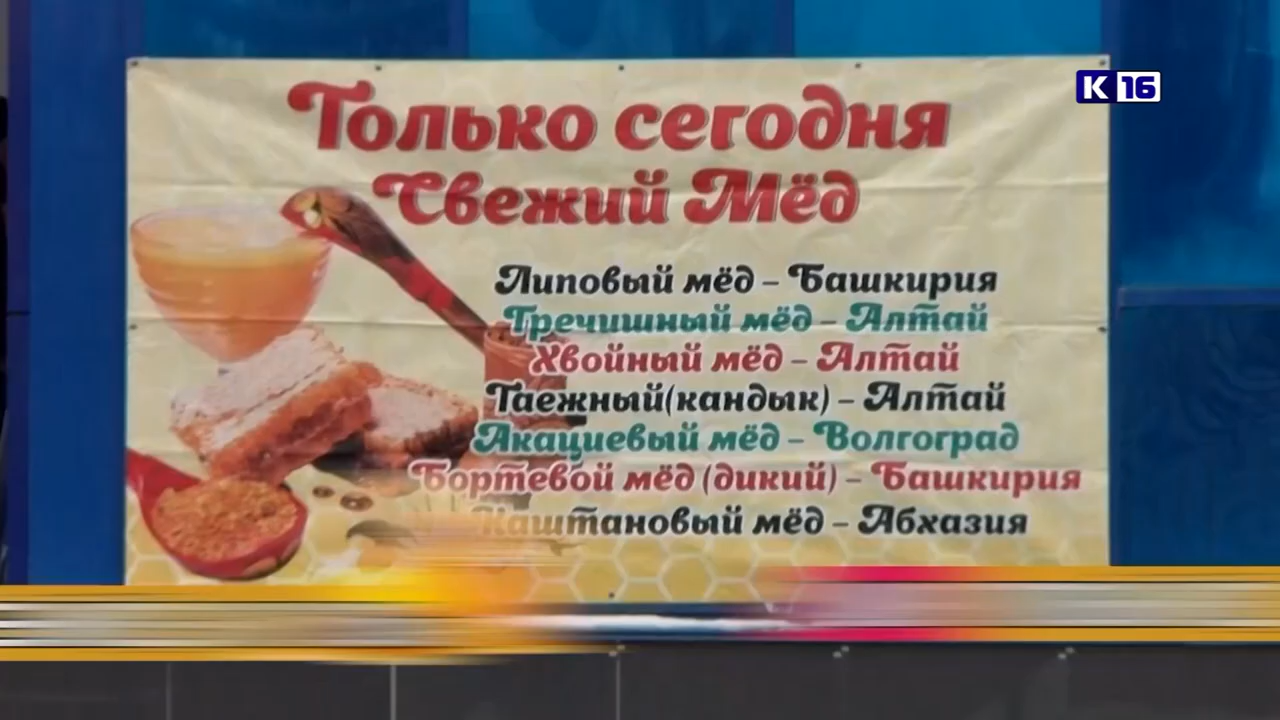 К 16
Только сегодня
Свежий Мёд
Липовый мёд – Башкирия
Гречишный мёд – Алтай
Хвойный мёд – Алтай
Таежный(кандык) – Алтай
Акациевый мёд – Волгоград
Бортевой мёд (дикий) – Башкирия
Каштановый мёд – Абхазия